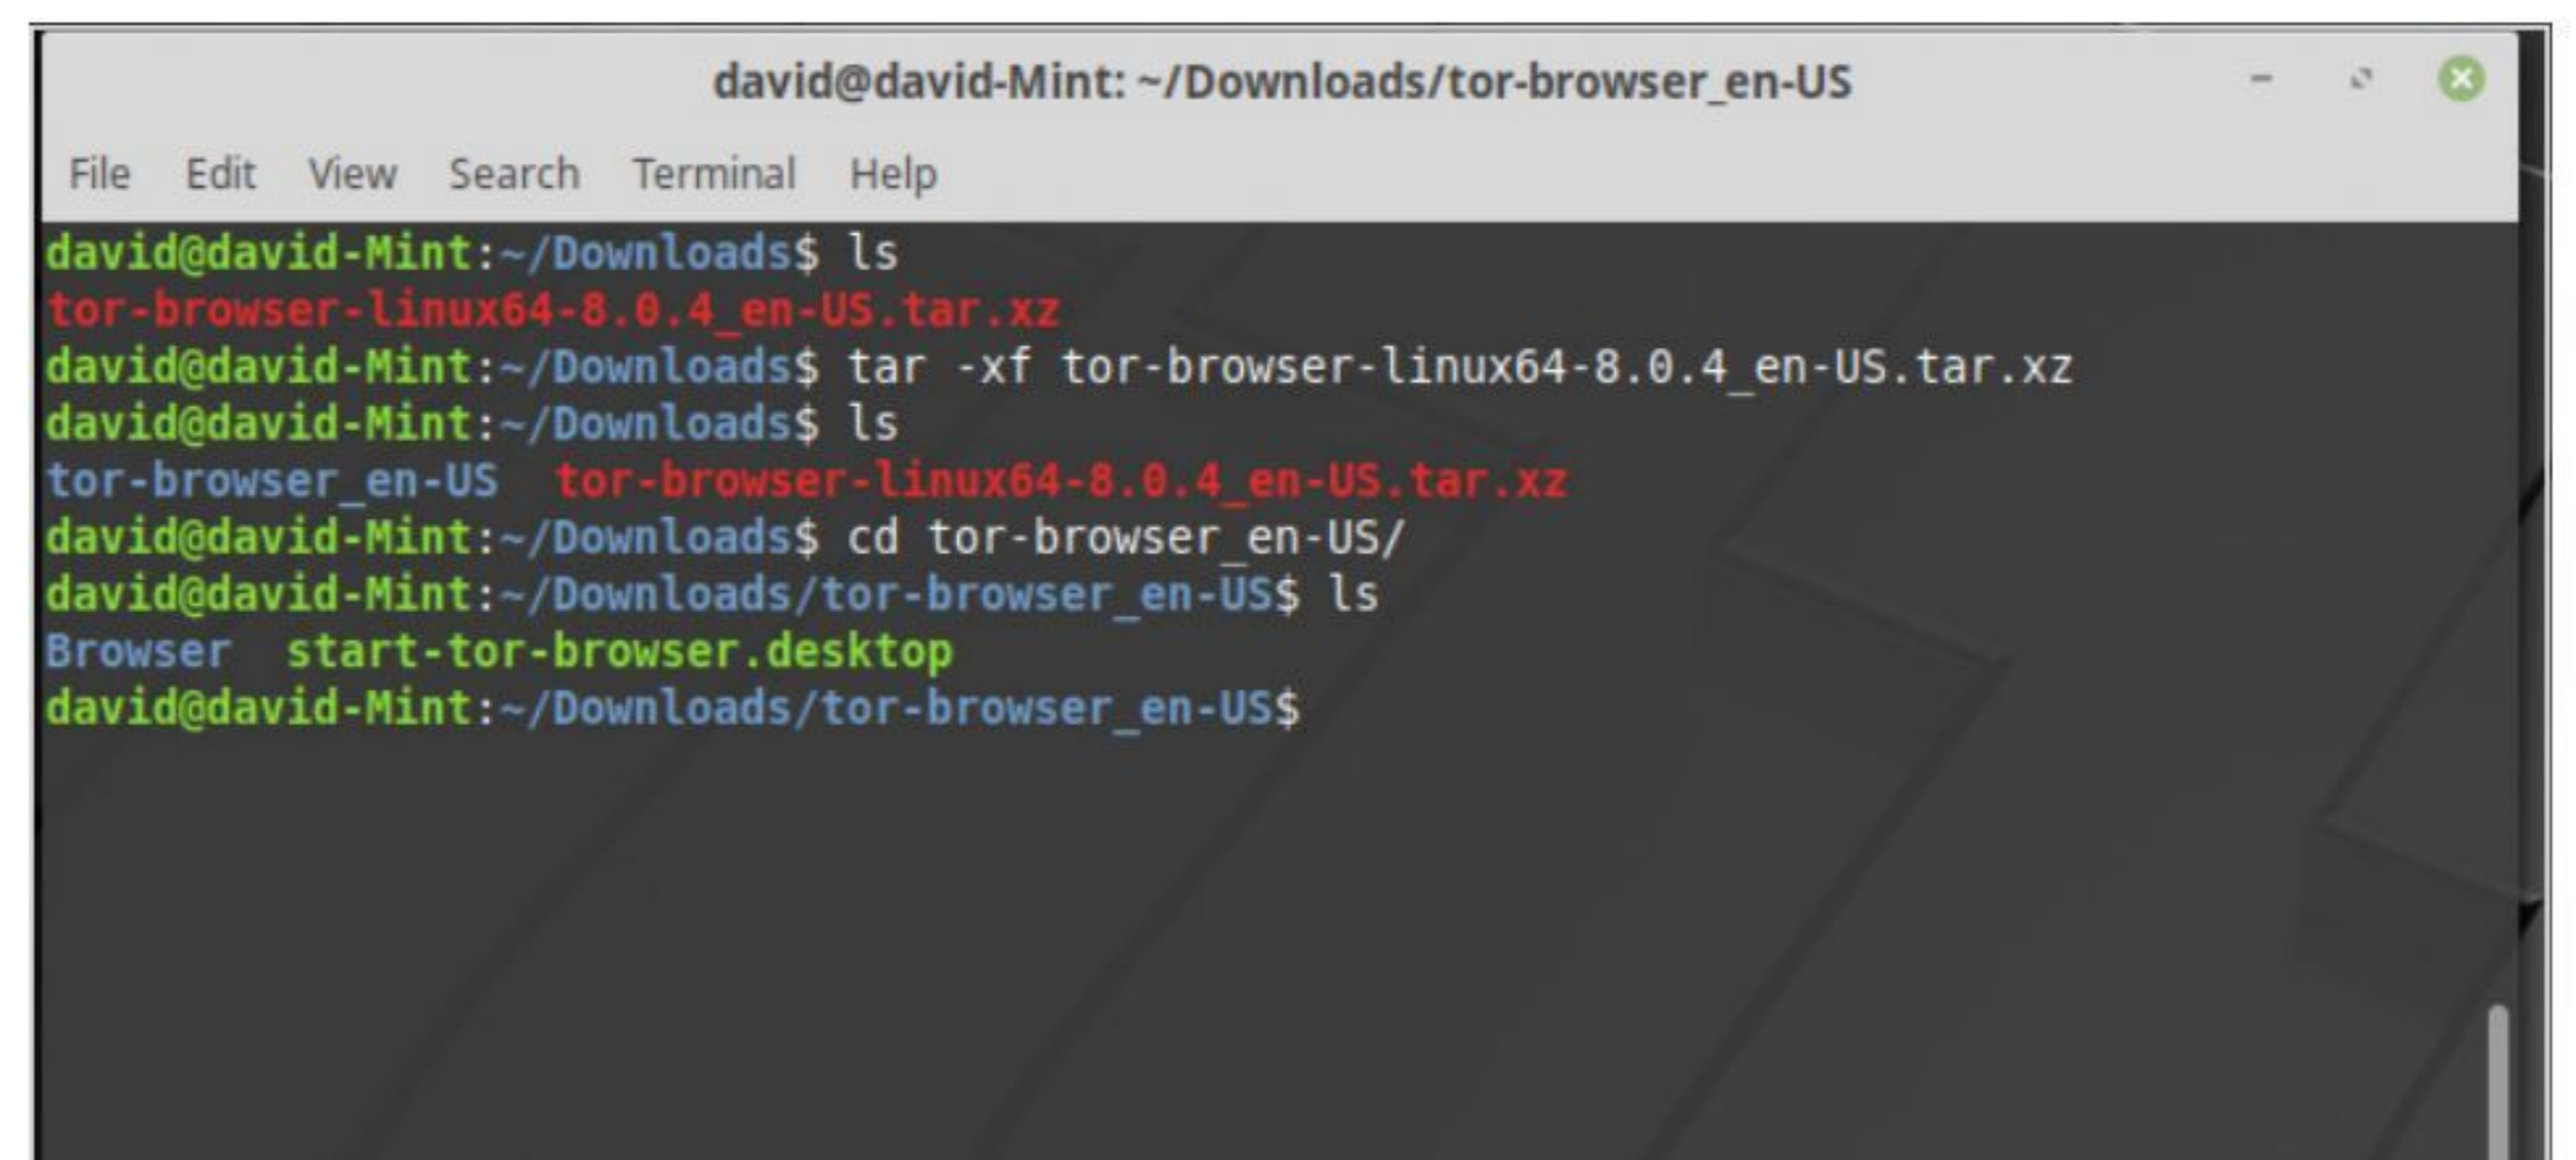 david@david-Mint: ~/Downloads/tor-browser_en-US
File Edit View Search Terminal Help
david@david-Mint:~/Downloads$ ls
tor-browser-linux64-8.0.4_en-US.tar.xz
david@david-Mint:~/Downloads$ tar -xf tor-browser-linux64-8.0.4_en-US.tar.xz
david@david-Mint:~/Downloads$ ls
tor-browser_en-US  tor-browser-linux64-8.0.4_en-US.tar.xz
david@david-Mint:~/Downloads$ cd tor-browser_en-US/
david@david-Mint:~/Downloads/tor-browser_en-US$ ls
Browser  start-tor-browser.desktop
david@david-Mint:~/Downloads/tor-browser_en-US$